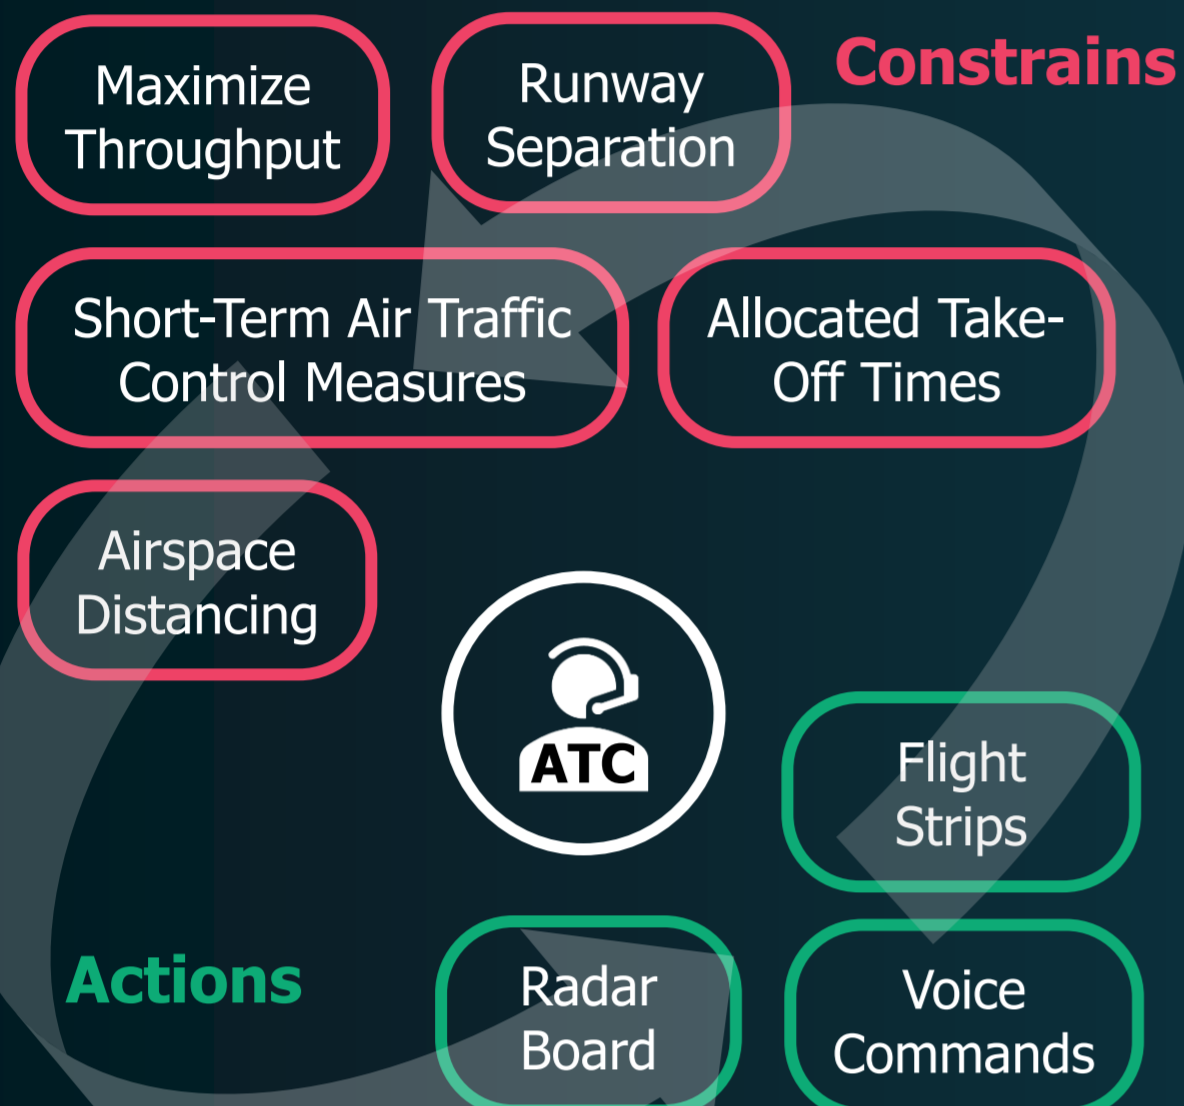 Constrains
Maximize
Throughput
Runway
Separation
Short-Term Air Traffic
Control Measures
Allocated Take-
Off Times
Airspace
Distancing
ATC
Flight
Strips
Actions
Radar
Board
Voice
Commands